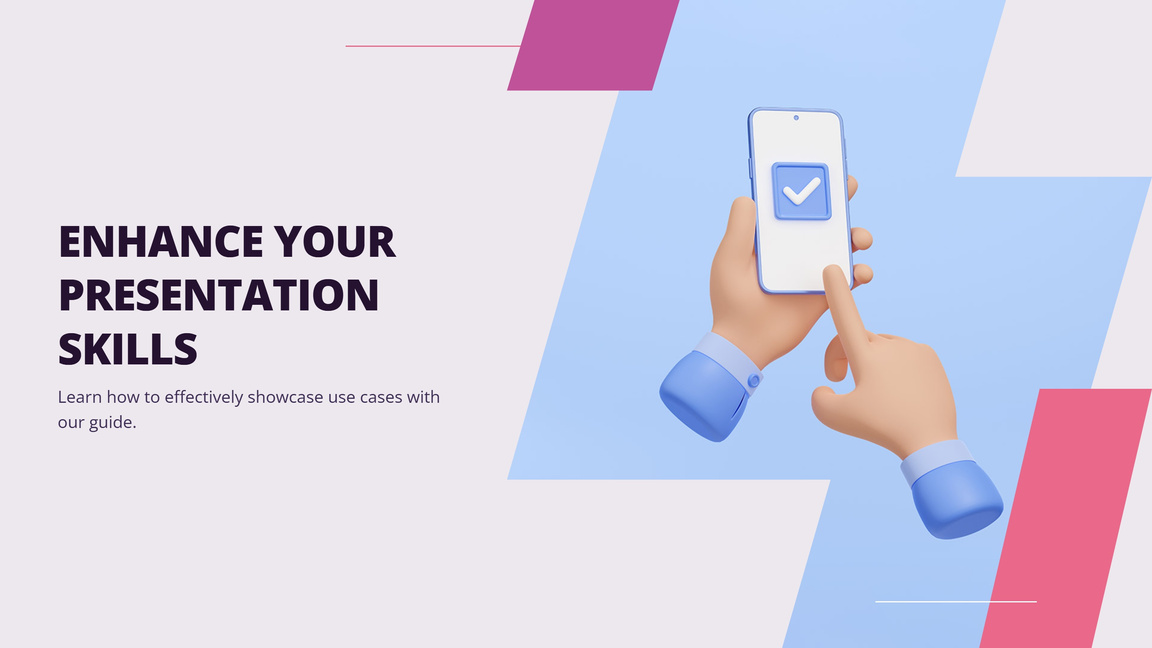 ENHANCE YOUR
PRESENTATION
SKILLS
Learn how to effectively showcase use cases with
our guide.